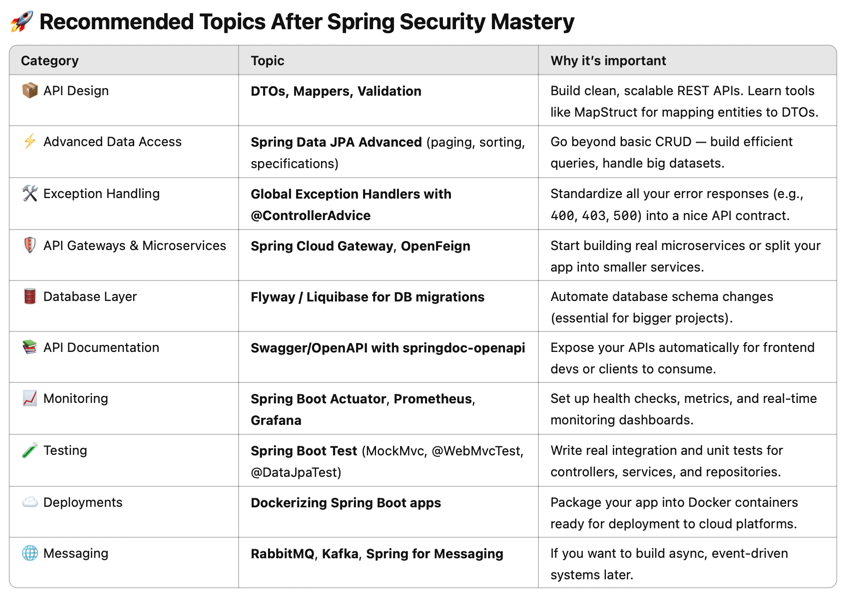 🚀 Recommended Topics After Spring Security Mastery
Category Topic Why it's important
📦 API Design DTOs, Mappers, Validation Build clean, scalable REST APIs. Learn tools
like MapStruct for mapping entities to DTOs.
⚡ Advanced Data Access Spring Data JPA Advanced (paging, sorting, Go beyond basic CRUD — build efficient
specifications) queries, handle big datasets.
🛠️ Exception Handling Global Exception Handlers with Standardize all your error responses (e.g.,
@ControllerAdvice 400, 403, 500) into a nice API contract.
API Gateways & Microservices Spring Cloud Gateway, OpenFeign Start building real microservices or split your
app into smaller services.
🛢️ Database Layer Flyway / Liquibase for DB migrations Automate database schema changes
(essential for bigger projects).
📚 API Documentation Swagger/OpenAPI with springdoc-openapi Expose your APIs automatically for frontend
devs or clients to consume.
📈 Monitoring Spring Boot Actuator, Prometheus, Set up health checks, metrics, and real-time
Grafana monitoring dashboards.
🧪 Testing Spring Boot Test (MockMvc, @WebMvcTest, Write real integration and unit tests for
@DataJpaTest) controllers, services, and repositories.
☁️ Deployments Dockerizing Spring Boot apps Package your app into Docker containers
ready for deployment to cloud platforms.
🌐 Messaging RabbitMQ, Kafka, Spring for Messaging If you want to build async, event-driven
systems later.